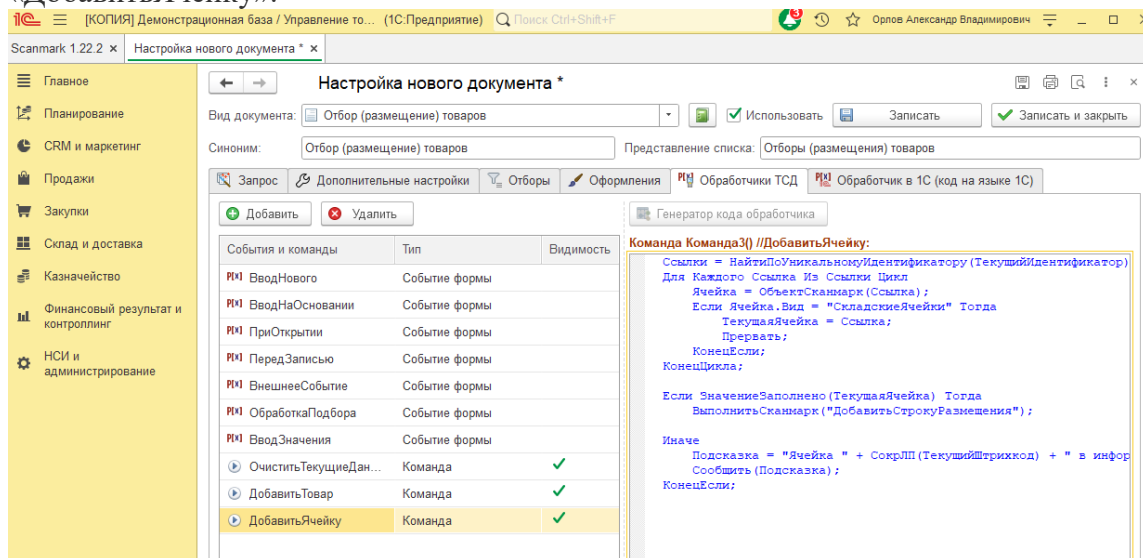 «ДобавитьЯчейку».
1С [КОПИЯ] Демонстрационная база / Управление то... (1С:Предприятие) Поиск Ctrl+Shift+F Орлов Александр Владимирович
Scanmark 1.22.2 × Настройка нового документа * ×
Главное
Планирование
CRM и маркетинг
Продажи
Закупки
Склад и доставка
Казначейство
Финансовый результат и
контроллинг
НСИ и
администрирование
Настройка нового документа *
Вид документа: Отбор (размещение) товаров Использовать Записать Записать и закрыть
Синоним: Отбор (размещение) товаров Представление списка: Отборы (размещения) товаров
Запрос Дополнительные настройки Отборы Оформления Обработчики ТСД Обработчик в 1С (код на языке 1С)
Добавить Удалить Генератор кода обработчика
События и команды Тип Видимость
ВводНового Событие формы
ВводНаОсновании Событие формы
ПриОткрытии Событие формы
ПередЗаписью Событие формы
ВнешнееСобытие Событие формы
ОбработкаПодбора Событие формы
ВводЗначения Событие формы
ОчиститьТекущиеДан... Команда
ДобавитьТовар Команда
ДобавитьЯчейку Команда
Команда Команда3() //ДобавитьЯчейку:
Ссылки = НайтиПоУникальномуИдентификатору(ТекущийИдентификатор)
Для Каждого Ссылка Из Ссылки Цикл
Ячейка = ОбъектСканмарк(Ссылка);
Если Ячейка.Вид = "СкладскиеЯчейки" Тогда
ТекущаяЯчейка = Ссылка;
Прервать;
КонецЕсли;
КонецЦикла;
Если ЗначениеЗаполнено(ТекущаяЯчейка) Тогда
ВыполнитьСканмарк("ДобавитьСтрокуРазмещения");
Иначе
Подсказка = "Ячейка " + СокрЛП(ТекущийШтрихкод) + " в инфор
Сообщить(Подсказка);
КонецЕсли;